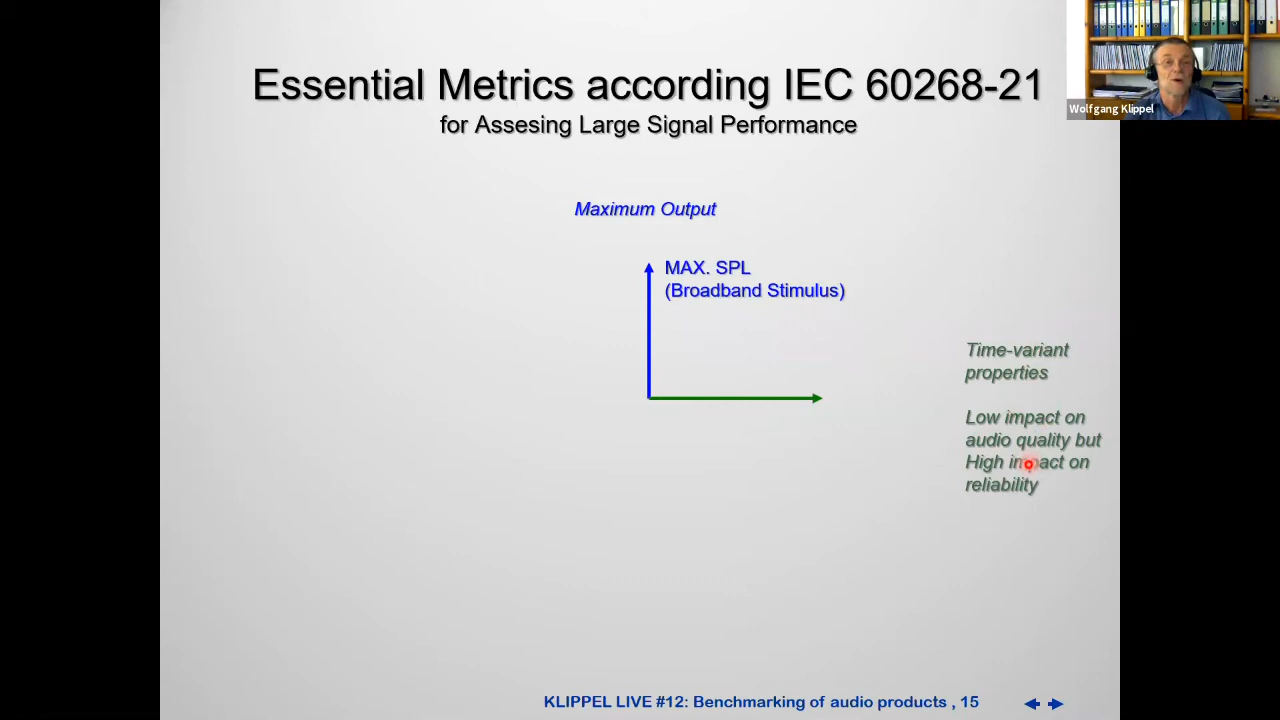 Essential Metrics according IEC 60268-21
for Assesing Large Signal Performance
Wolfgang Klippel
Maximum Output
MAX. SPL
(Broadband Stimulus)
Time-variant
properties
Low impact on
audio quality but
High impact on
reliability
KLIPPEL LIVE #12: Benchmarking of audio products , 15